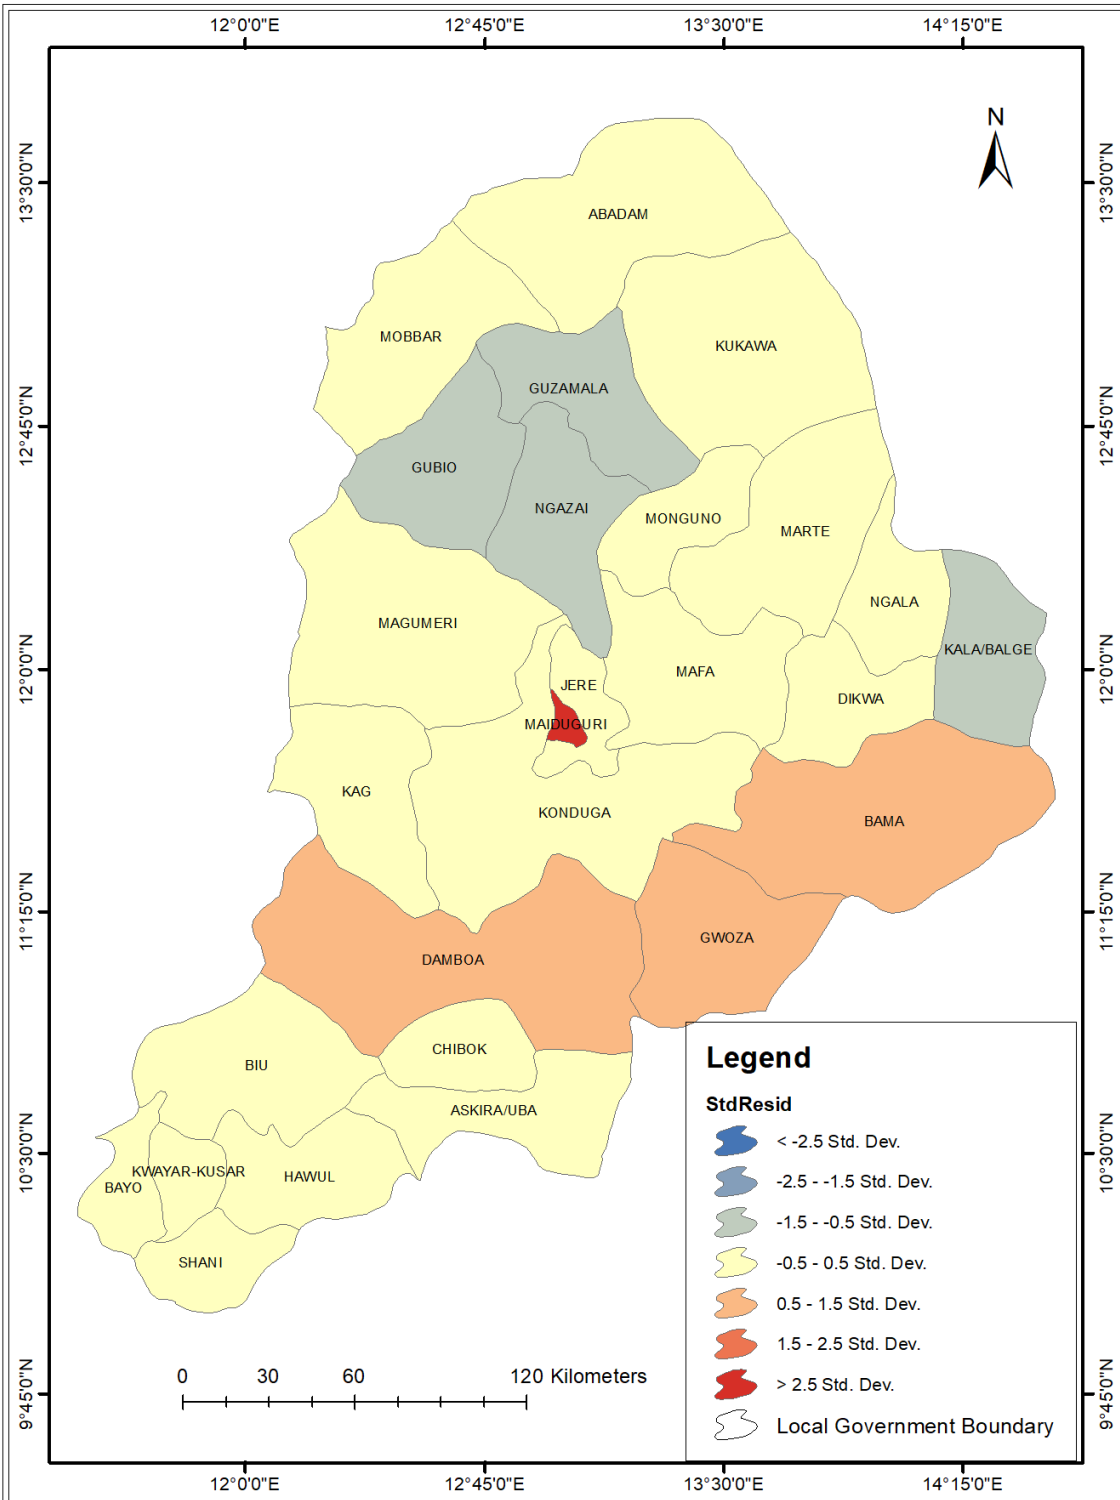 12°0'0"E 12°45'0"E 13°30'0"E 14°15'0"E
N
13°30'0"N 13°30'0"N
ABADAM
MOBBAR
KUKAWA
GUZAMALA
12°45'0"N 12°45'0"N
GUBIO
NGAZAI
MONGUNO
MARTE
NGALA
MAGUMERI
KALA/BALGE
12°0'0"N 12°0'0"N
MAFA
JERE
DIKWA
MAIDUGURI
KAG
KONDUGA
BAMA
11°15'0"N 11°15'0"N
GWOZA
DAMBOA
CHIBOK
BIU
ASKIRA/UBA
10°30'0"N 10°30'0"N
KWAYAR-KUSAR
HAWUL
BAYO
SHANI
Legend
StdResid
< -2.5 Std. Dev.
-2.5 - -1.5 Std. Dev.
-1.5 - -0.5 Std. Dev.
-0.5 - 0.5 Std. Dev.
0.5 - 1.5 Std. Dev.
1.5 - 2.5 Std. Dev.
> 2.5 Std. Dev.
Local Government Boundary
0 30 60 120 Kilometers
9°45'0"N 9°45'0"N
12°0'0"E 12°45'0"E 13°30'0"E 14°15'0"E